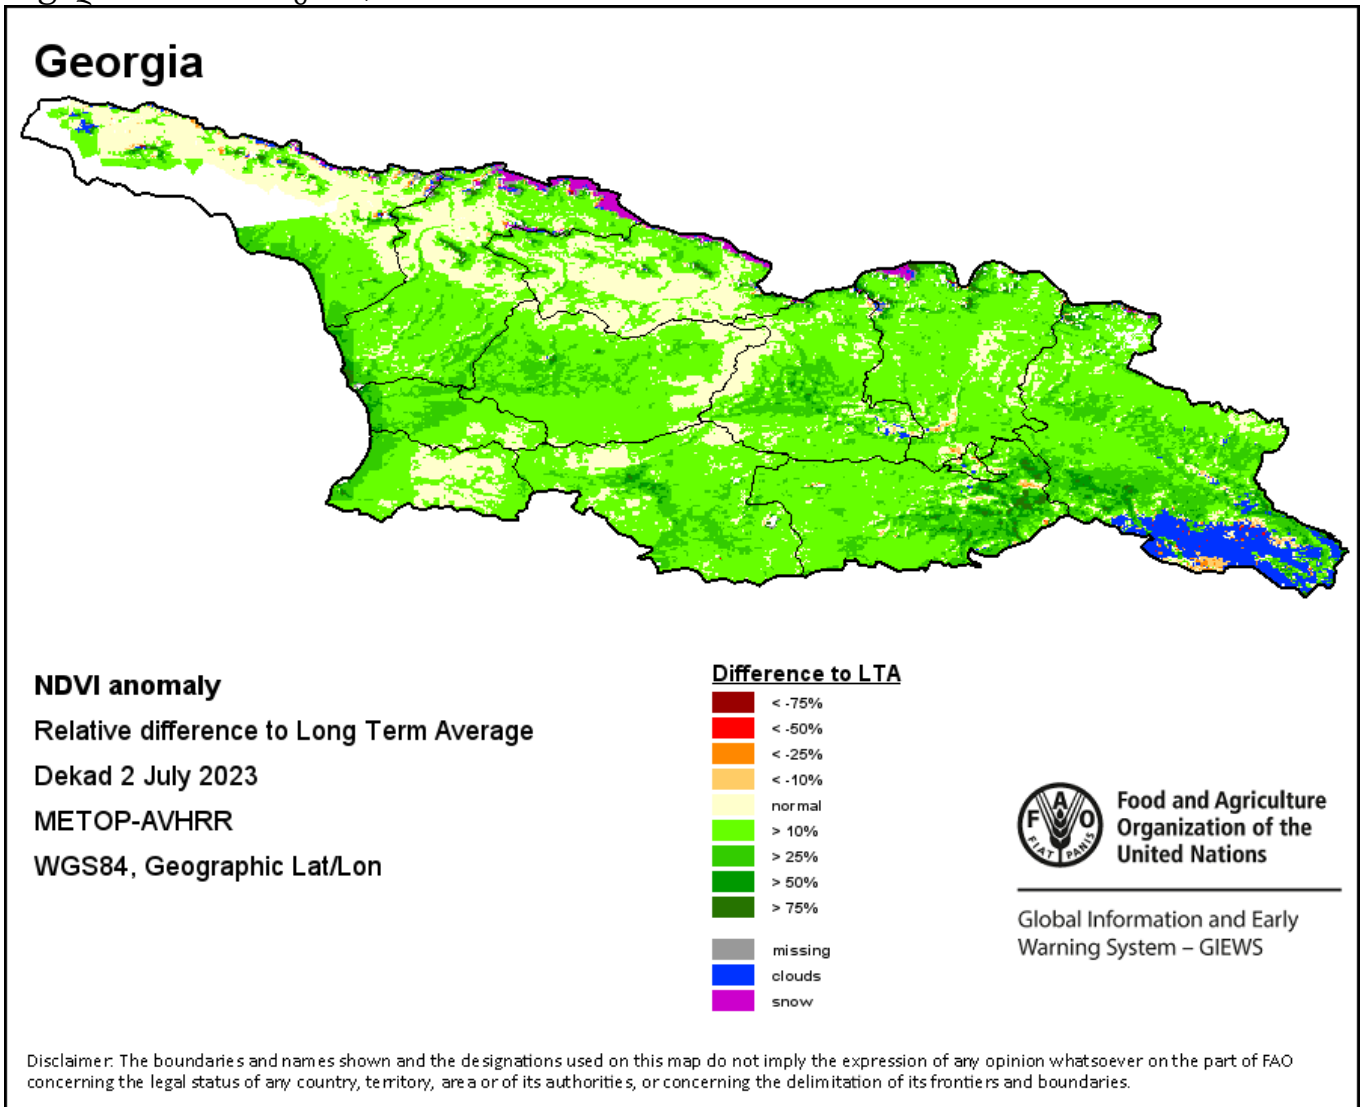 Georgia
NDVI anomaly
Relative difference to Long Term Average
Dekad 2 July 2023
METOP-AVHRR
WGS84, Geographic Lat/Lon
Difference to LTA
< -75%
< -50%
< -25%
< -10%
normal
> 10%
> 25%
> 50%
> 75%
missing
clouds
snow
F A O
FIAT PANIS
Food and Agriculture
Organization of the
United Nations
Global Information and Early
Warning System – GIEWS
Disclaimer: The boundaries and names shown and the designations used on this map do not imply the expression of any opinion whatsoever on the part of FAO
concerning the legal status of any country, territory, area or of its authorities, or concerning the delimitation of its frontiers and boundaries.